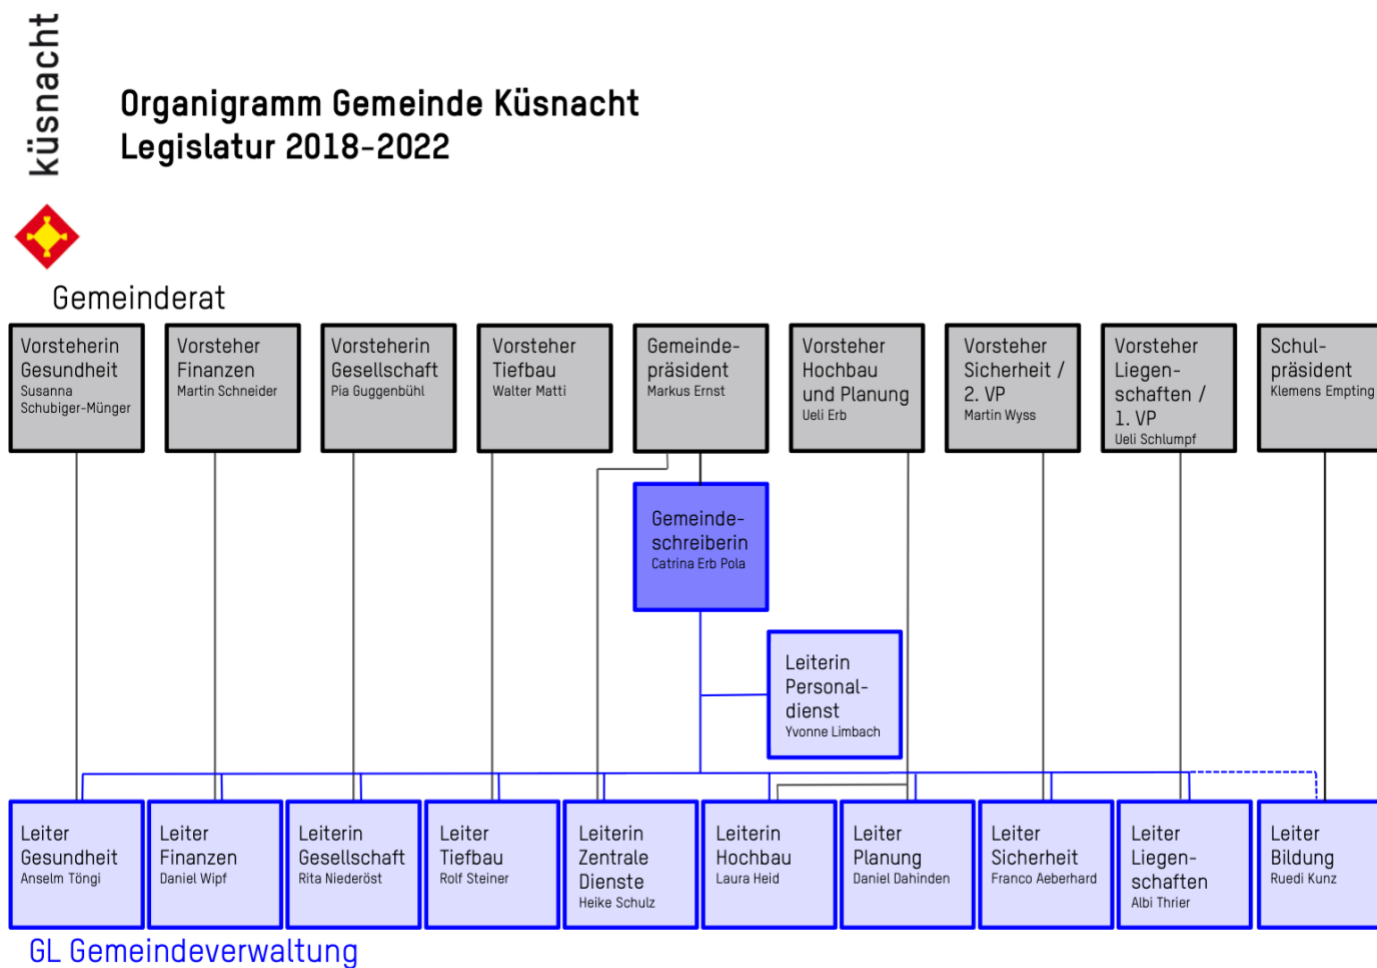 küsnacht
Organigramm Gemeinde Küsnacht
Legislatur 2018-2022
Gemeinderat
Vorsteherin
Gesundheit
Susanna
Schubiger-Münger
Vorsteher
Finanzen
Martin Schneider
Vorsteherin
Gesellschaft
Pia Guggenbühl
Vorsteher
Tiefbau
Walter Matti
Gemeinde-
präsident
Markus Ernst
Vorsteher
Hochbau
und Planung
Ueli Erb
Vorsteher
Sicherheit /
2. VP
Martin Wyss
Vorsteher
Liegen-
schaften /
1. VP
Ueli Schlumpf
Schul-
präsident
Klemens Empting
Gemeinde-
schreiberin
Catrina Erb Pola
Leiterin
Personal-
dienst
Yvonne Limbach
Leiter
Gesundheit
Anselm Töngi
Leiter
Finanzen
Daniel Wipf
Leiterin
Gesellschaft
Rita Niederöst
Leiter
Tiefbau
Rolf Steiner
Leiterin
Zentrale
Dienste
Heike Schulz
Leiterin
Hochbau
Laura Heid
Leiter
Planung
Daniel Dahinden
Leiter
Sicherheit
Franco Aeberhard
Leiter
Liegen-
schaften
Albi Thrier
Leiter
Bildung
Ruedi Kunz
GL Gemeindeverwaltung